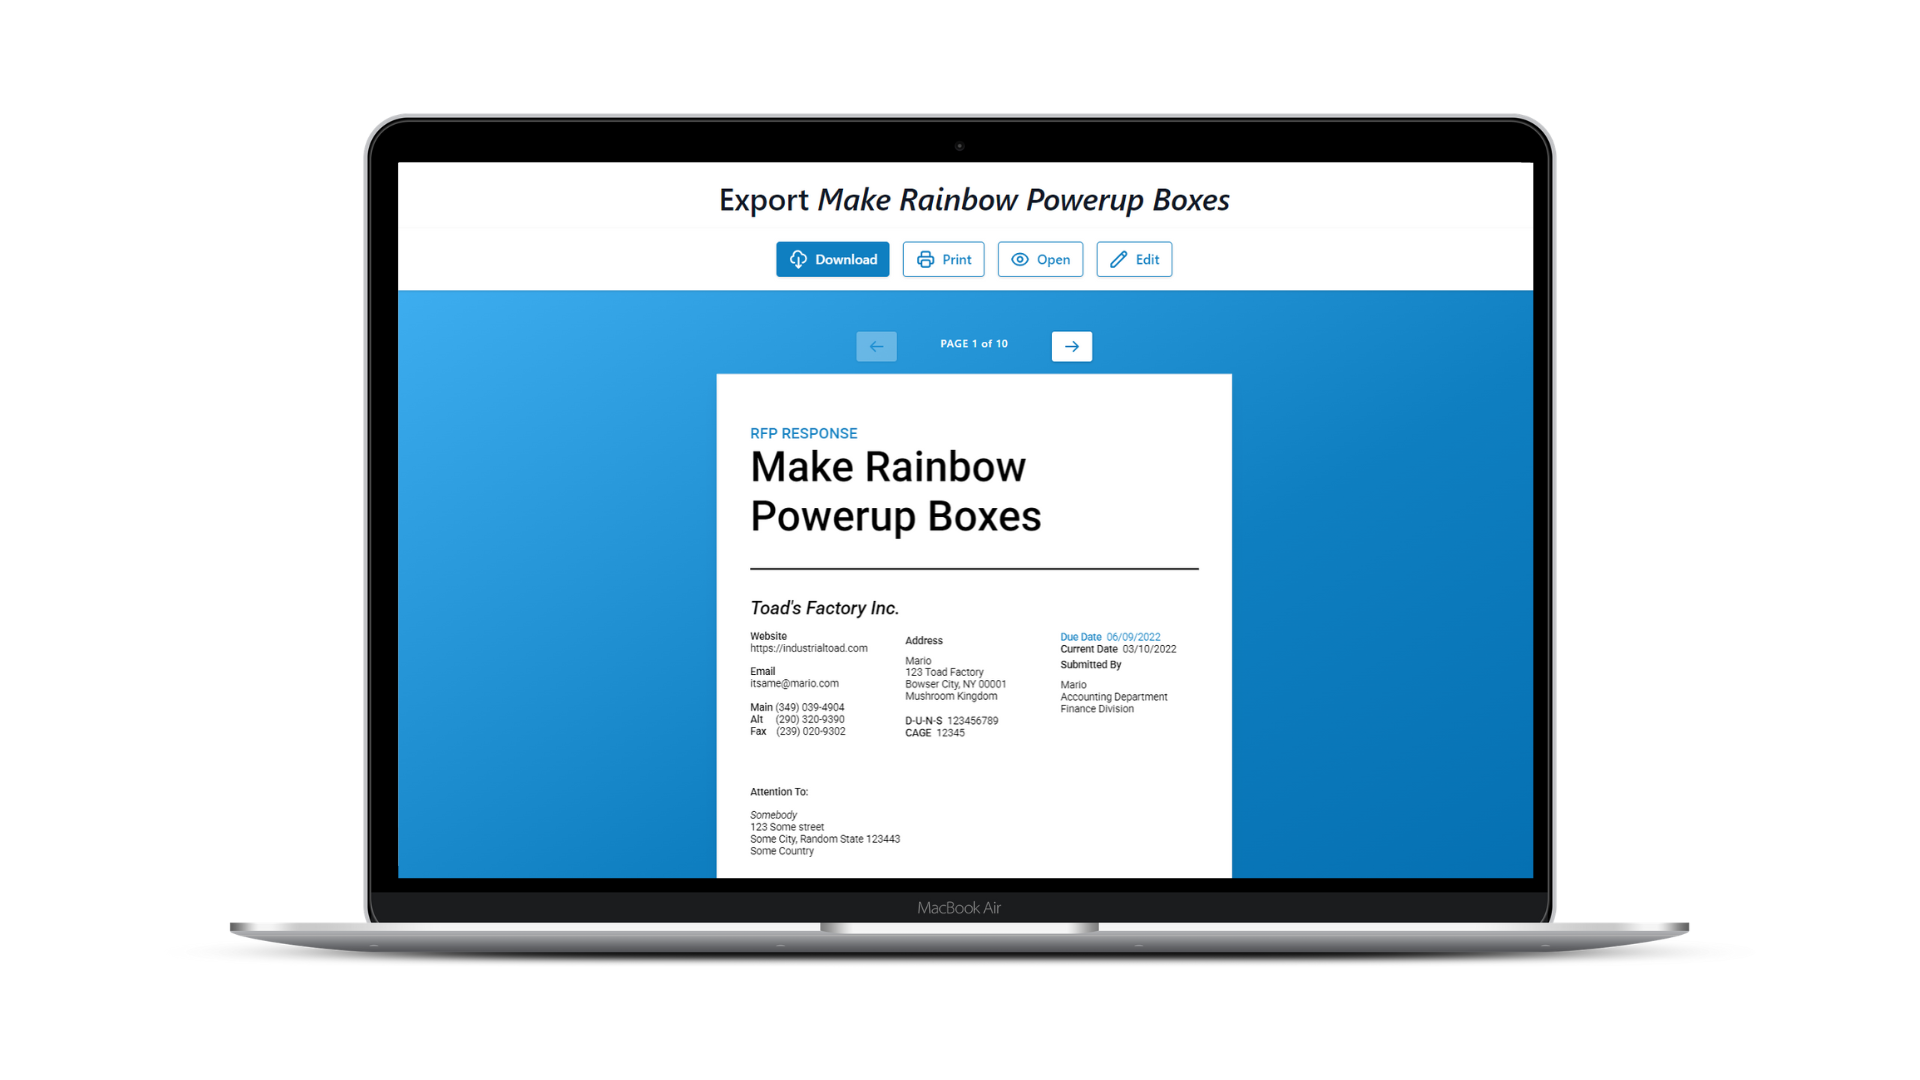 Export Make Rainbow Powerup Boxes
Download
Print
Open
Edit
PAGE 1 of 10
RFP RESPONSE
Make Rainbow
Powerup Boxes
Toad's Factory Inc.
Website
https://industrialtoad.com
Email
itsame@mario.com
Main (349) 039-4904
Alt (290) 320-9390
Fax (239) 020-9302
Address
Mario
123 Toad Factory
Bowser City, NY 00001
Mushroom Kingdom
D-U-N-S 123456789
CAGE 12345
Due Date 06/09/2022
Current Date 03/10/2022
Submitted By
Mario
Accounting Department
Finance Division
Attention To:
Somebody
123 Some street
Some City, Random State 123443
Some Country
MacBook Air